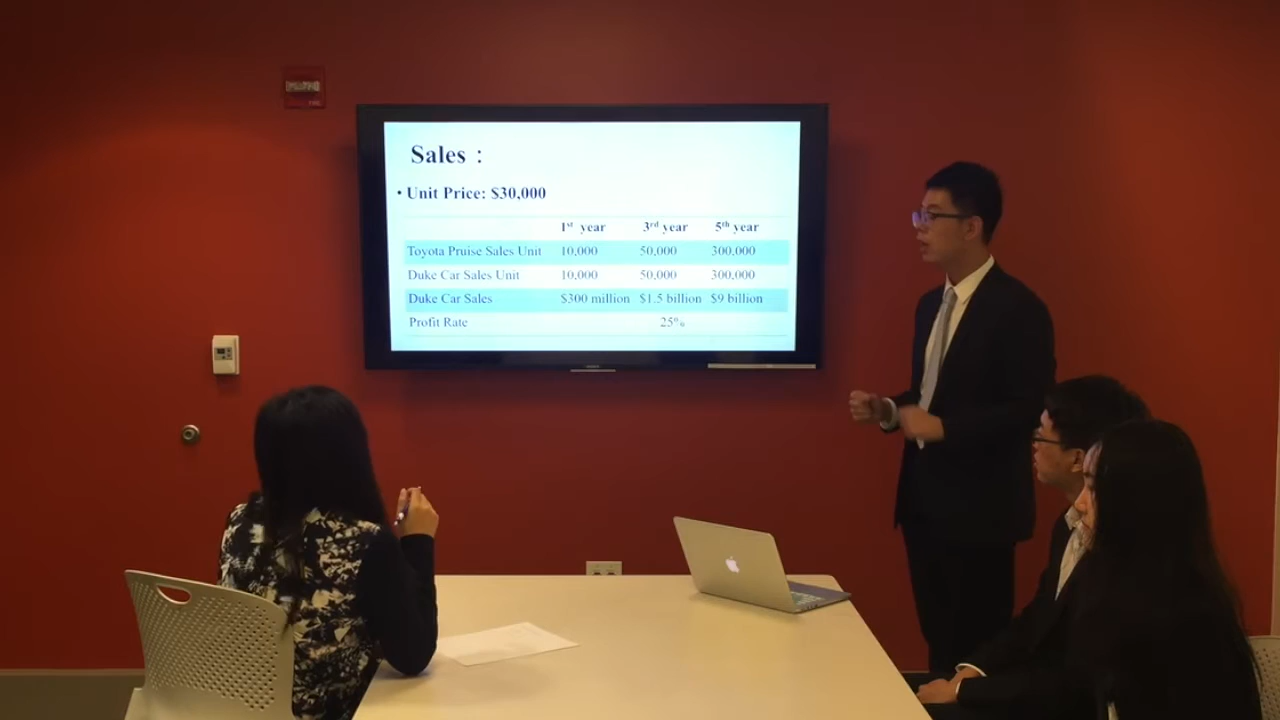 Sales :
• Unit Price: $30,000
1st year 3rd year 5th year
Toyota Pruise Sales Unit 10,000 50,000 300,000
Duke Car Sales Unit 10,000 50,000 300,000
Duke Car Sales $300 million $1.5 billion $9 billion
Profit Rate 25%